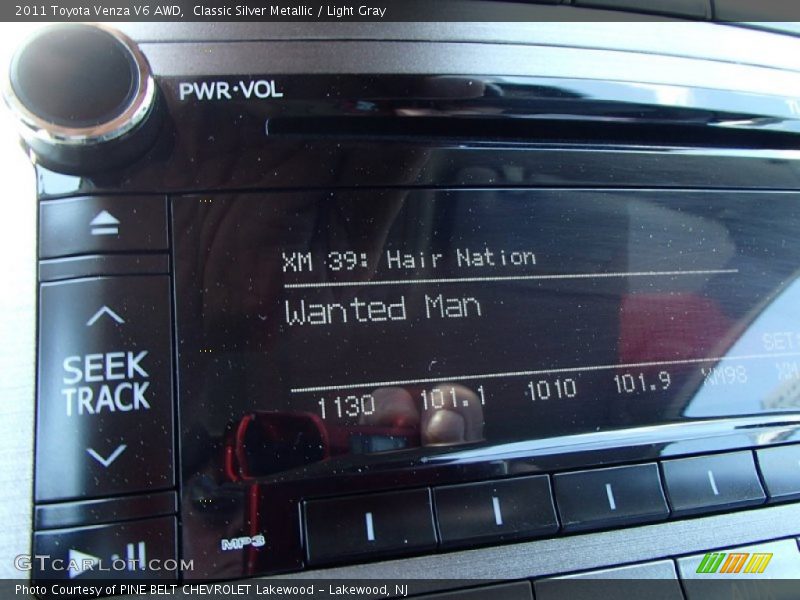 2011 Toyota Venza V6 AWD, Classic Silver Metallic / Light Gray
PWR•VOL
XM 39: Hair Nation
Wanted Man
SEEK
TRACK
SET
1130 101.1 1010 101.9 XM98 XM
MP3
GTCARLOT.COM
Photo Courtesy of PINE BELT CHEVROLET Lakewood - Lakewood, NJ